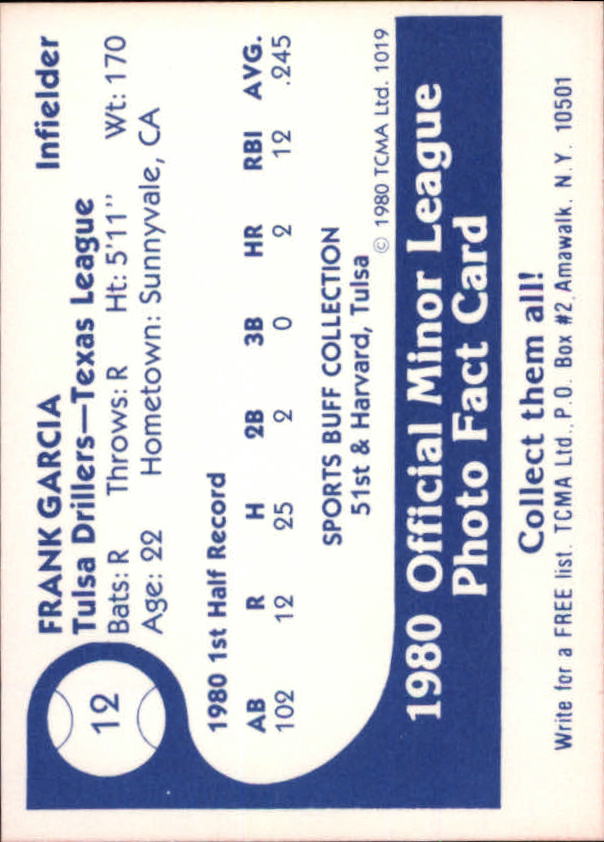 12
FRANK GARCIA Infielder
Tulsa Drillers—Texas League
Bats: R Throws: R Ht: 5'11" Wt: 170
Age: 22 Hometown: Sunnyvale, CA
1980 1st Half Record
AB R H 2B 3B HR RBI AVG.
102 12 25 2 0 2 12 .245
SPORTS BUFF COLLECTION
51st & Harvard, Tulsa
© 1980 TCMA Ltd. 1019
1980 Official Minor League
Photo Fact Card
Collect them all!
Write for a FREE list. TCMA Ltd., P.O. Box #2, Amawalk, N.Y. 10501